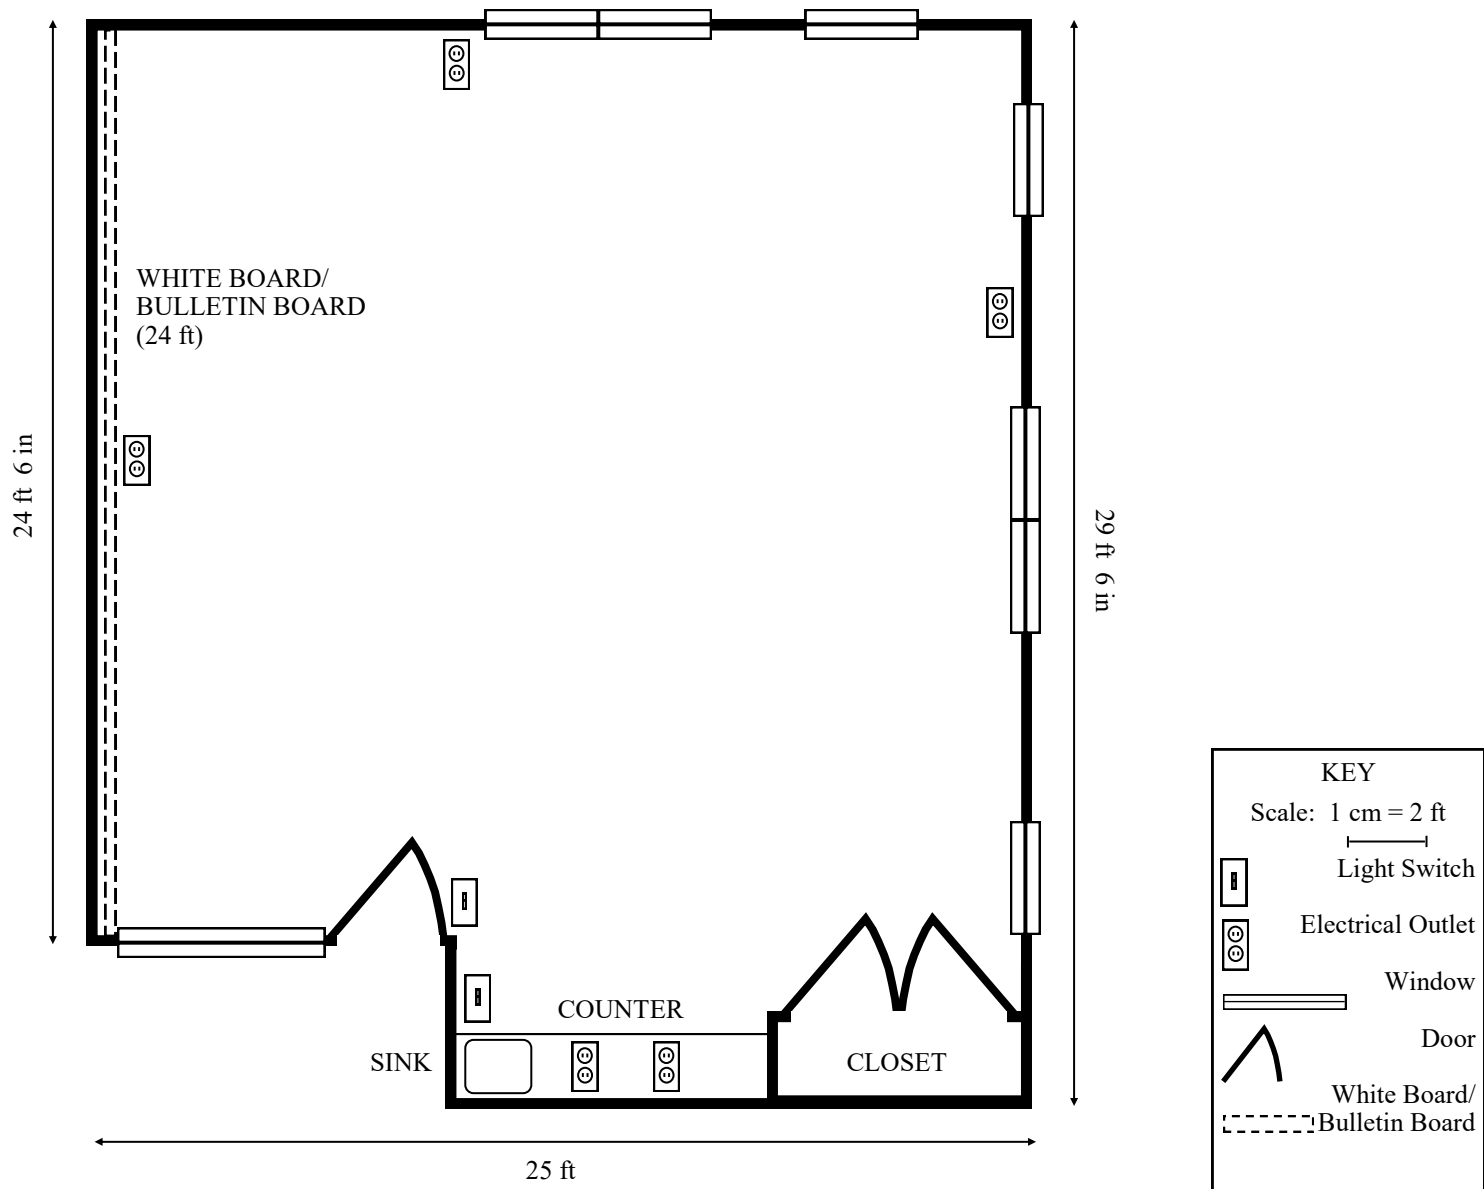 WHITE BOARD/
BULLETIN BOARD
(24 ft)
24 ft 6 in
29 ft 6 in
COUNTER
SINK
CLOSET
25 ft
KEY
Scale: 1 cm = 2 ft
Light Switch
Electrical Outlet
Window
Door
White Board/
Bulletin Board